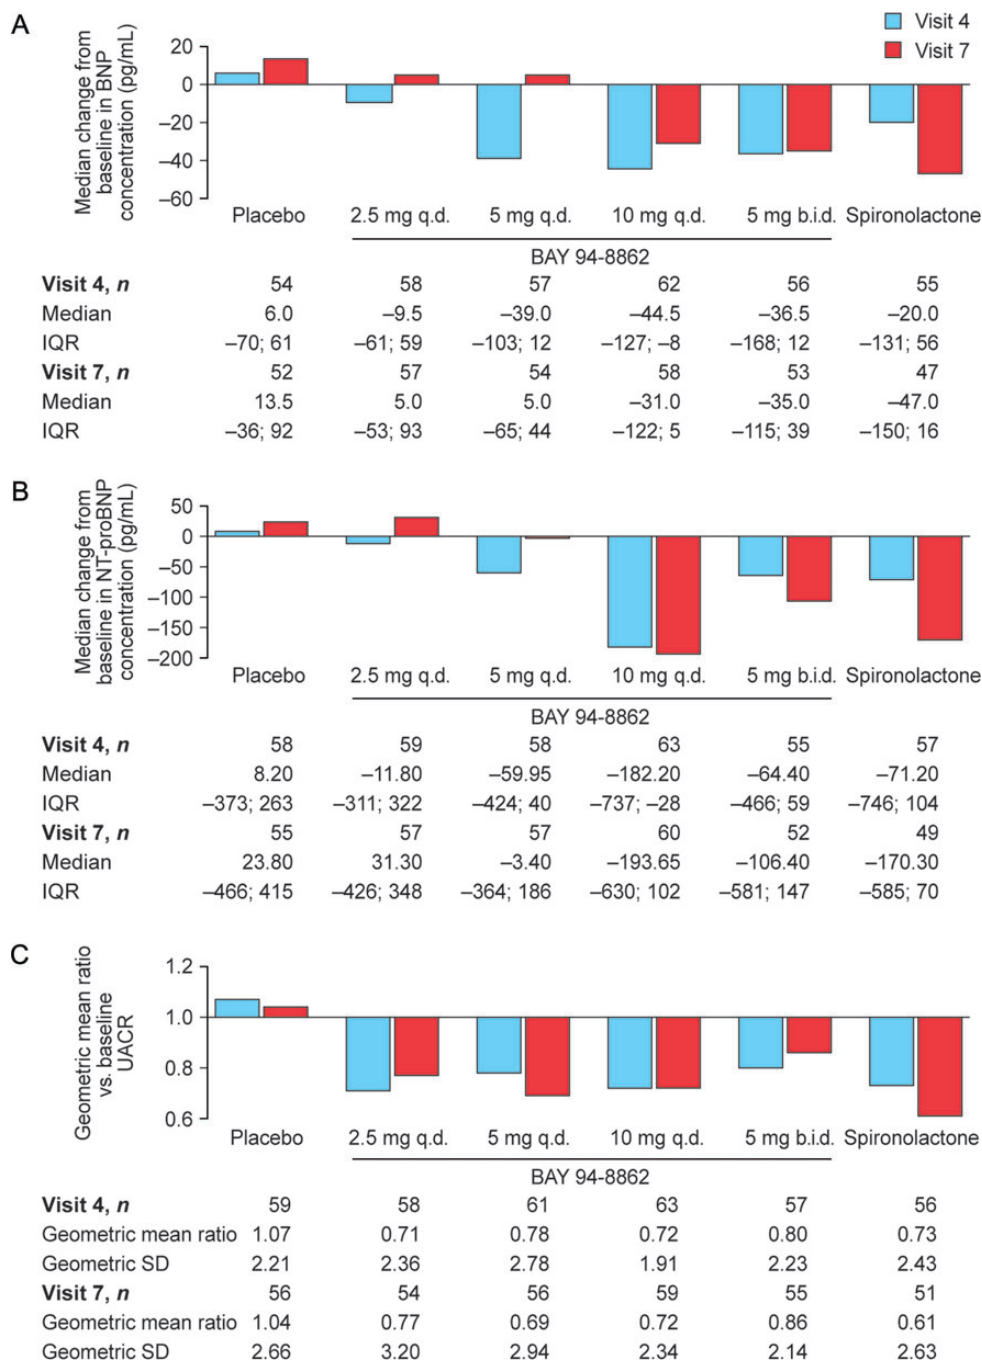 A
Visit 4
Visit 7
Median change from
baseline in BNP
concentration (pg/mL)
20
0
–20
–40
–60
Placebo 2.5 mg q.d. 5 mg q.d. 10 mg q.d. 5 mg b.i.d. Spironolactone
BAY 94-8862
Visit 4, n 54 58 57 62 56 55
Median 6.0 –9.5 –39.0 –44.5 –36.5 –20.0
IQR –70; 61 –61; 59 –103; 12 –127; –8 –168; 12 –131; 56
Visit 7, n 52 57 54 58 53 47
Median 13.5 5.0 5.0 –31.0 –35.0 –47.0
IQR –36; 92 –53; 93 –65; 44 –122; 5 –115; 39 –150; 16
B
Median change from
baseline in NT-proBNP
concentration (pg/mL)
50
0
–50
–100
–150
–200
Placebo 2.5 mg q.d. 5 mg q.d. 10 mg q.d. 5 mg b.i.d. Spironolactone
BAY 94-8862
Visit 4, n 58 59 58 63 55 57
Median 8.20 –11.80 –59.95 –182.20 –64.40 –71.20
IQR –373; 263 –311; 322 –424; 40 –737; –28 –466; 59 –746; 104
Visit 7, n 55 57 57 60 52 49
Median 23.80 31.30 –3.40 –193.65 –106.40 –170.30
IQR –466; 415 –426; 348 –364; 186 –630; 102 –581; 147 –585; 70
C
Geometric mean ratio
vs. baseline
UACR
1.2
1.0
0.8
0.6
Placebo 2.5 mg q.d. 5 mg q.d. 10 mg q.d. 5 mg b.i.d. Spironolactone
BAY 94-8862
Visit 4, n 59 58 61 63 57 56
Geometric mean ratio 1.07 0.71 0.78 0.72 0.80 0.73
Geometric SD 2.21 2.36 2.78 1.91 2.23 2.43
Visit 7, n 56 54 56 59 55 51
Geometric mean ratio 1.04 0.77 0.69 0.72 0.86 0.61
Geometric SD 2.66 3.20 2.94 2.34 2.14 2.63